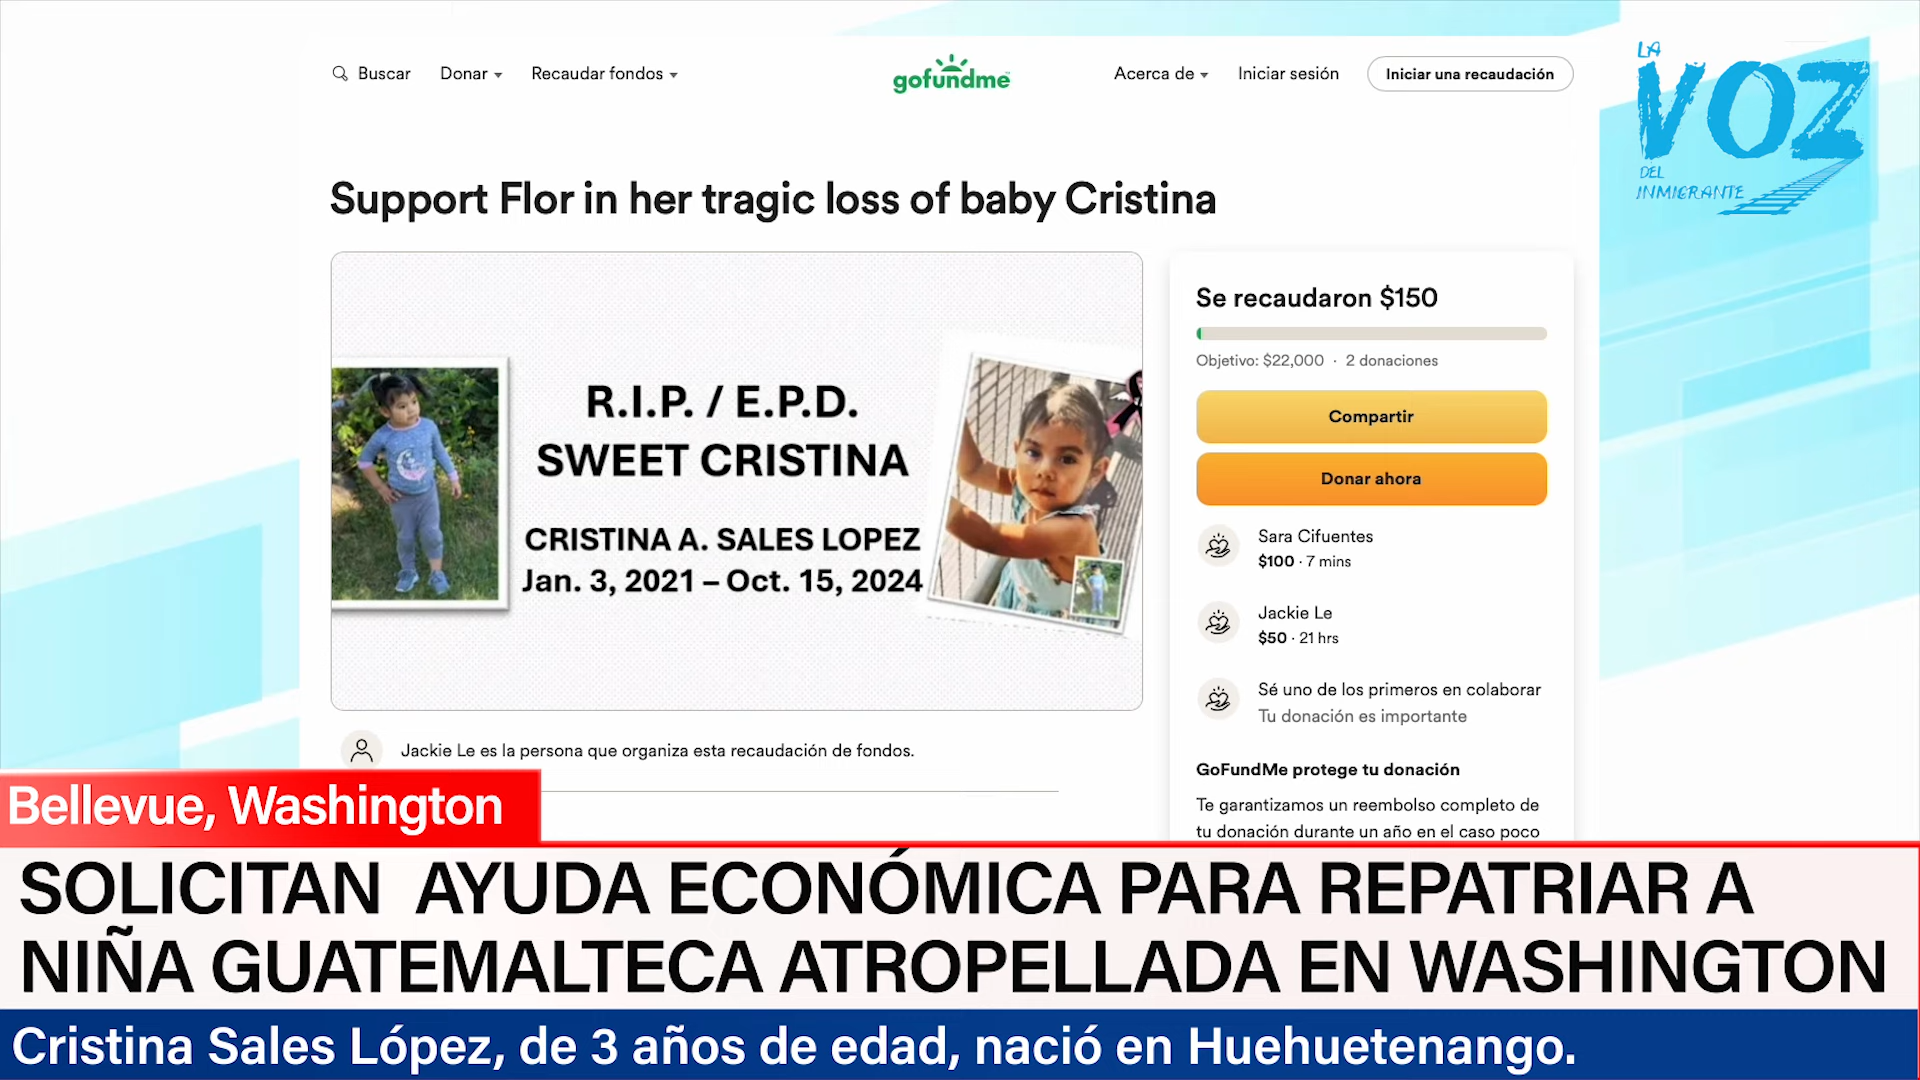 Buscar
Donar
Recaudar fondos
gofundme
Acerca de
Iniciar sesión
Iniciar una recaudación
LA
VOZ
DEL
INMIGRANTE
Support Flor in her tragic loss of baby Cristina
R.I.P. / E.P.D.
SWEET CRISTINA
CRISTINA A. SALES LOPEZ
Jan. 3, 2021 – Oct. 15, 2024
Se recaudaron $150
Objetivo: $22,000 · 2 donaciones
Compartir
Donar ahora
Sara Cifuentes
$100 · 7 mins
Jackie Le
$50 · 21 hrs
Sé uno de los primeros en colaborar
Tu donación es importante
Jackie Le es la persona que organiza esta recaudación de fondos.
GoFundMe protege tu donación
Te garantizamos un reembolso completo de
tu donación durante un año en el caso poco
Bellevue, Washington
SOLICITAN AYUDA ECONÓMICA PARA REPATRIAR A
NIÑA GUATEMALTECA ATROPELLADA EN WASHINGTON
Cristina Sales López, de 3 años de edad, nació en Huehuetenango.